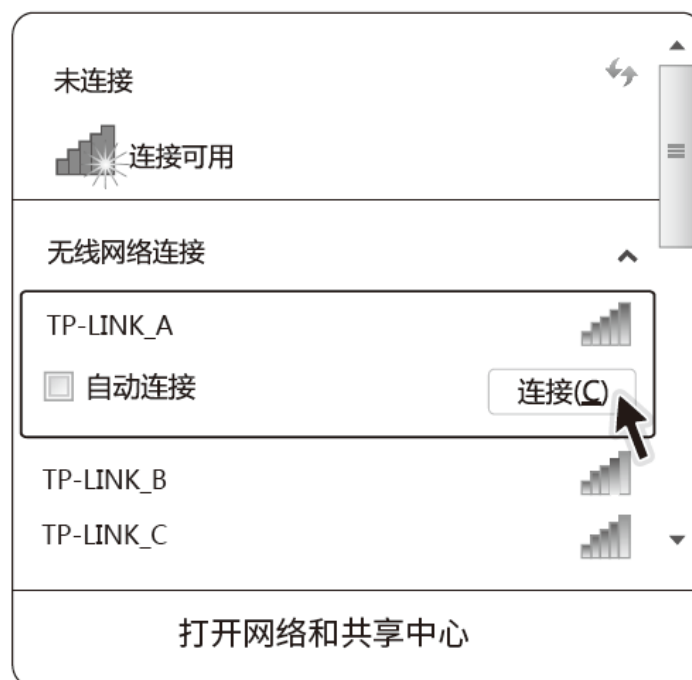 未连接
连接可用
无线网络连接
TP-LINK_A
自动连接
连接(C)
TP-LINK_B
TP-LINK_C
打开网络和共享中心